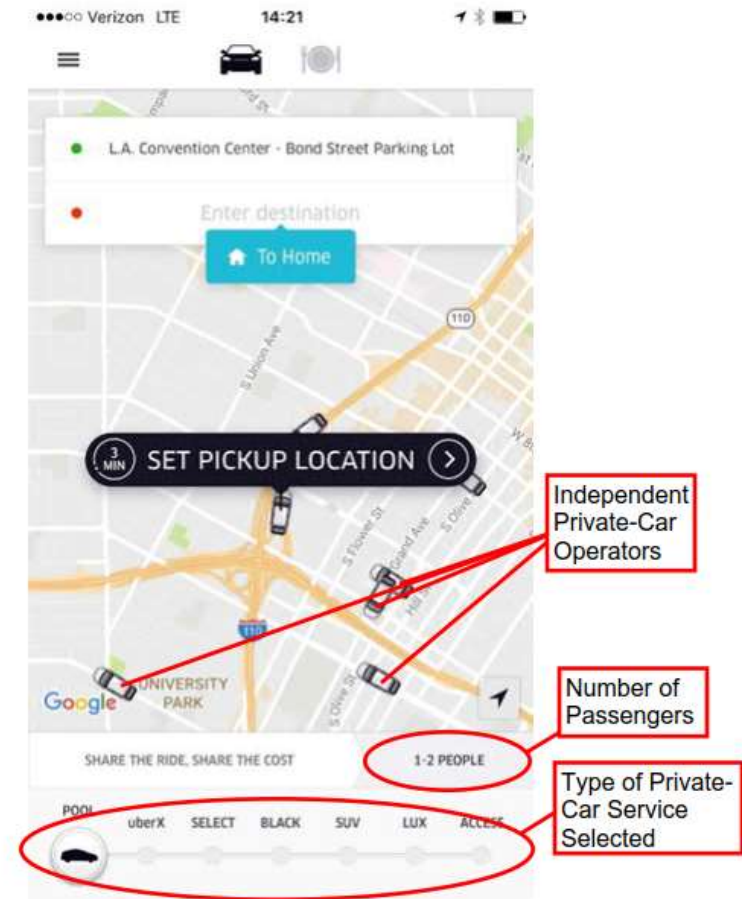 Verizon LTE 14:21
L.A. Convention Center - Bond Street Parking Lot
Enter destination
To Home
110
S Union Ave
3 MIN SET PICKUP LOCATION
Independent
Private-Car
Operators
S Flower St
Grand Ave
S Olive
Hill
110
UNIVERSITY
PARK
Google
S Olive St
Number of
Passengers
SHARE THE RIDE, SHARE THE COST 1-2 PEOPLE
Type of Private-
Car Service
Selected
POOL uberX SELECT BLACK SUV LUX ACCESS